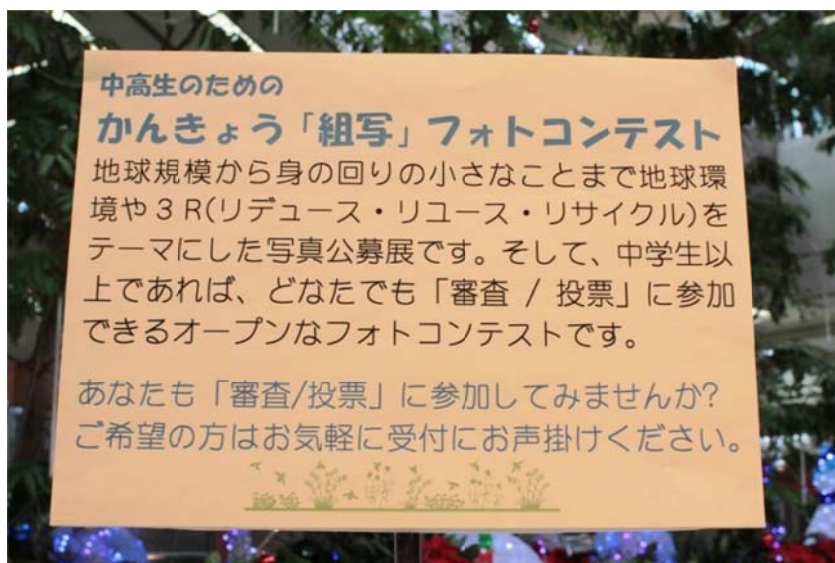 中高生のための
かんきょう「組写」フォトコンテスト
地球規模から身の回りの小さなことまで地球環
境や３R(リデュース・リユース・リサイクル)を
テーマにした写真公募展です。そして、中学生以
上であれば、どなたでも「審査 / 投票」に参加
できるオープンなフォトコンテストです。
あなたも「審査/投票」に参加してみませんか?
ご希望の方はお気軽に受付にお声掛けください。